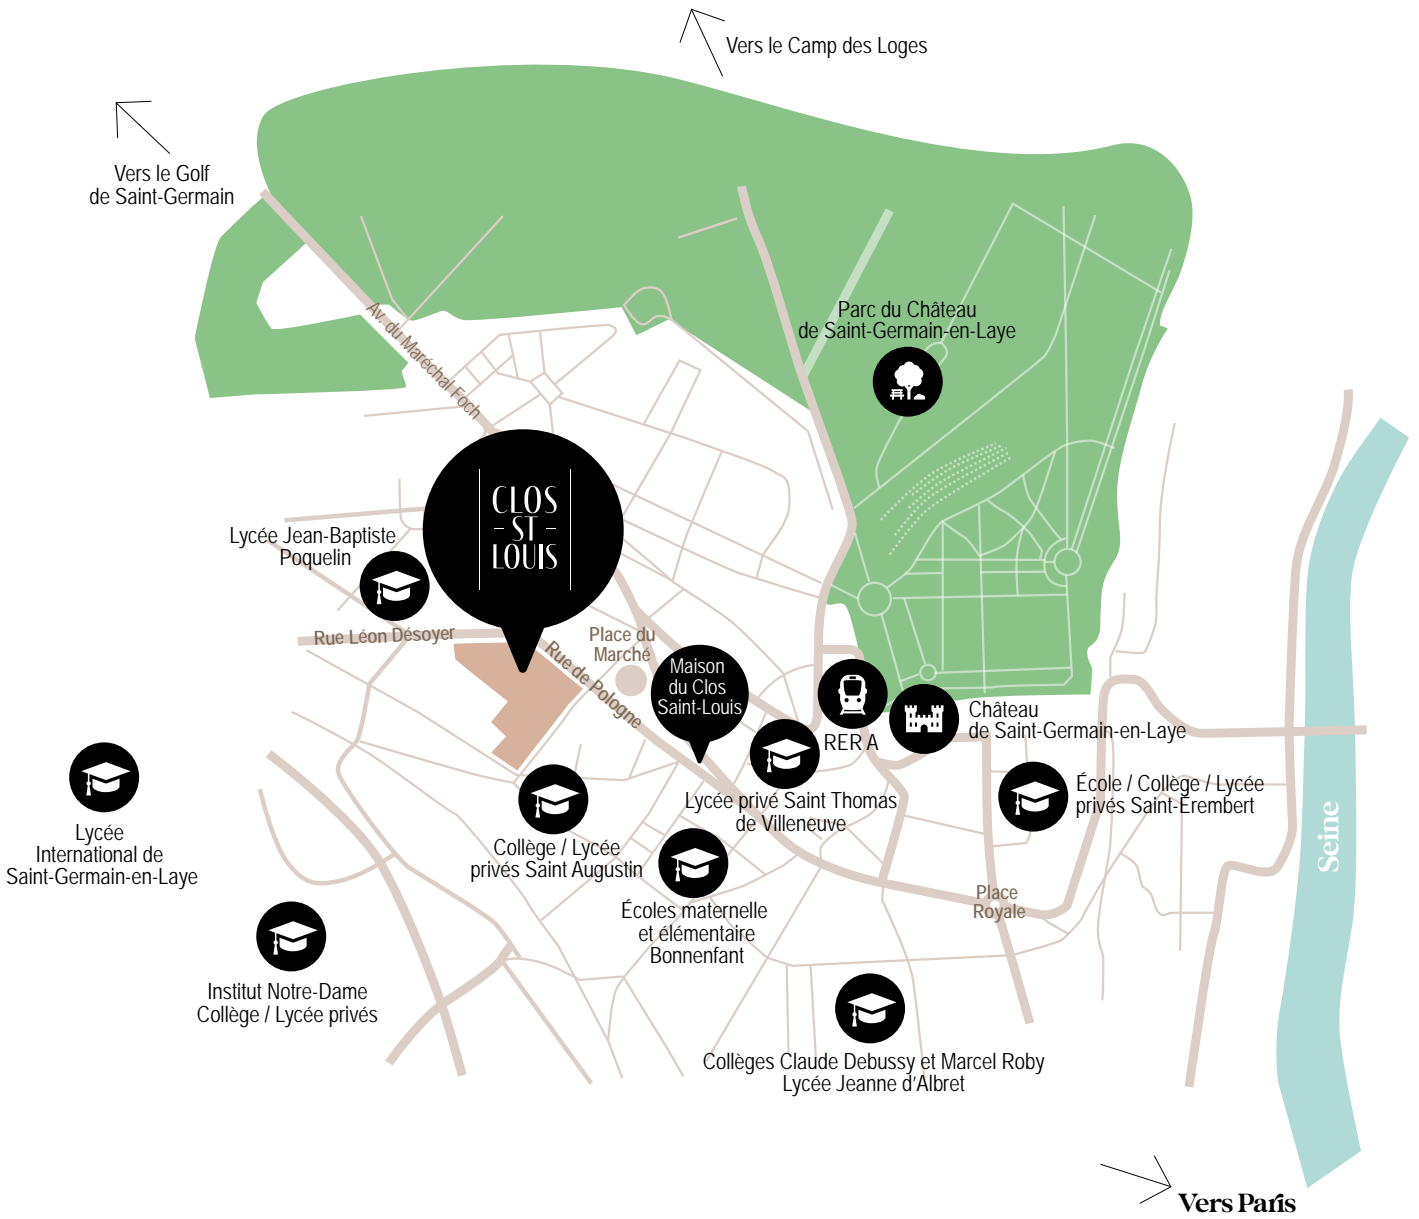 Vers le Camp des Loges
Vers le Golf
de Saint-Germain
Av. du Maréchal Foch
Parc du Château
de Saint-Germain-en-Laye
CLOS
- ST -
LOUIS
Lycée Jean-Baptiste
Poquelin
Rue Léon Désoyer
Rue de Pologne
Place du
Marché
Maison
du Clos
Saint-Louis
RER A
Château
de Saint-Germain-en-Laye
Lycée privé Saint Thomas
de Villeneuve
École / Collège / Lycée
privés Saint-Érembert
Seine
Lycée
International de
Saint-Germain-en-Laye
Collège / Lycée
privés Saint Augustin
Écoles maternelle
et élémentaire
Bonnenfant
Place
Royale
Institut Notre-Dame
Collège / Lycée privés
Collèges Claude Debussy et Marcel Roby
Lycée Jeanne d'Albret
Vers Paris